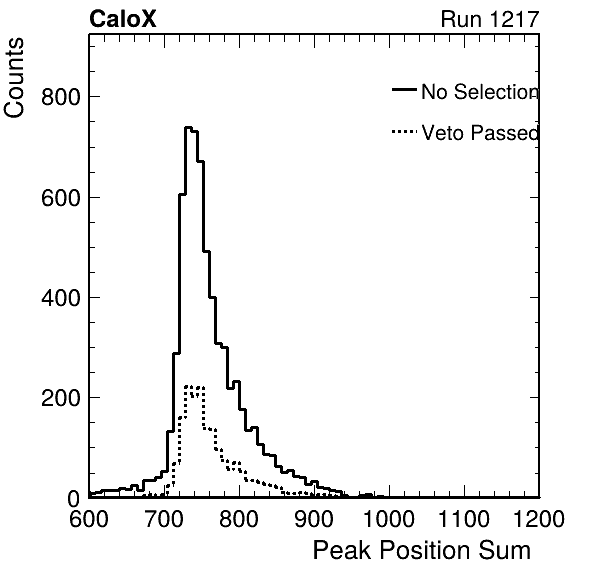 CaloX Run 1217
Counts
No Selection
Veto Passed
800
600
400
200
0
600 700 800 900 1000 1100 1200
Peak Position Sum